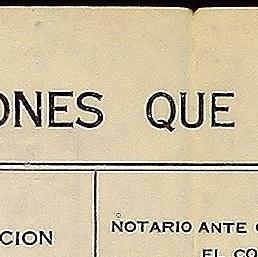 ONES QUE
CION
NOTARIO ANTE
EL CO